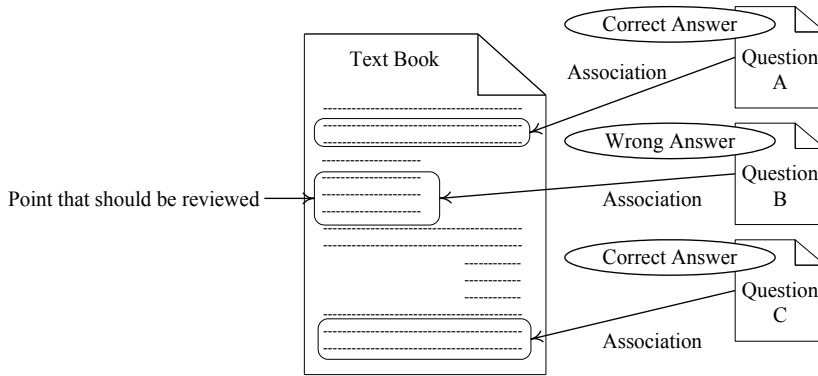 Text Book
Correct Answer
Association
Question
A
Wrong Answer
Association
Question
B
Point that should be reviewed
Correct Answer
Association
Question
C